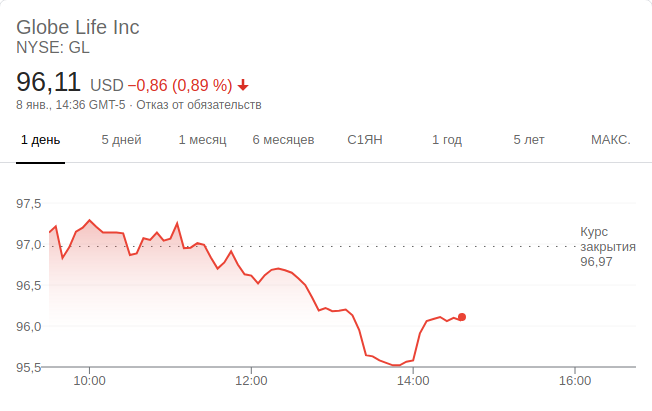 Globe Life Inc
NYSE: GL
96,11 USD −0,86 (0,89 %)
8 янв., 14:36 GMT-5 · Отказ от обязательств
1 день 5 дней 1 месяц 6 месяцев С1ЯН 1 год 5 лет МАКС.
97.5
97.0
96,5
96,0
95,5
Курс
закрытия
96,97
10:00 12:00 14:00 16:00